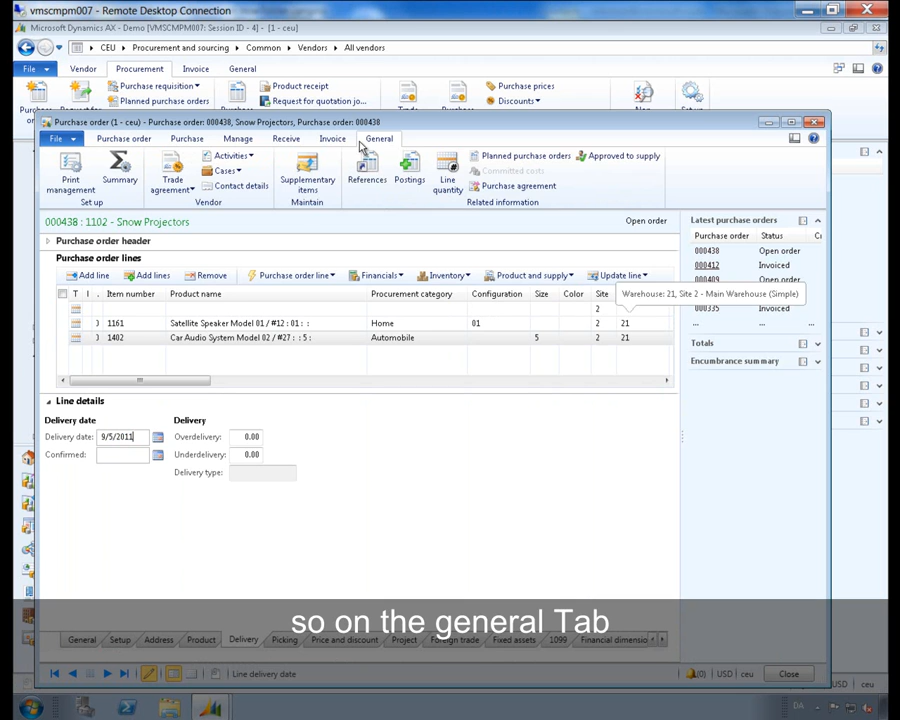 vmscmpm007 - Remote Desktop Connection
Microsoft Dynamics AX - Demo [VMSCMPM007: Session ID - 4] - [1 - ceu]
CEU Procurement and sourcing Common Vendors All vendors
File Vendor Procurement Invoice General
Purchase requisition Product receipt Purchase prices
Planned purchase orders Request for quotation jo... Discounts
Purchase order (1 - ceu) - Purchase order: 000438, Snow Projectors, Purchase order: 000438
File Purchase order Purchase Manage Receive Invoice General
Print management Summary Trade agreement Activities Cases Contact details Supplementary items References Postings Line quantity Planned purchase orders Approved to supply
Committed costs
Purchase agreement
Set up Vendor Maintain Related information
000438 : 1102 - Snow Projectors Open order
Purchase order header
Purchase order lines
Add line Add lines Remove Purchase order line Financials Inventory Product and supply Update line
T I . Item number Product name Procurement category Configuration Size Color Site
Warehouse: 21, Site 2 - Main Warehouse (Simple)
2
1161 Satellite Speaker Model 01 / #12 : 01 : : Home 01 2 21
1402 Car Audio System Model 02 / #27 : : 5 : Automobile 5 2 21
Latest purchase orders
Purchase order Status
000438 Open order
000412 Invoiced
000409
000335 Invoiced
... ...
Totals
Encumbrance summary
Line details
Delivery date Delivery
Delivery date: 9/5/2011 Overdelivery: 0.00
Confirmed: Underdelivery: 0.00
Delivery type:
so on the general Tab
General Setup Address Product Delivery Picking Price and discount Project Foreign trade Fixed assets 1099 Financial dimensio
Line delivery date (0) USD ceu Close
USD ceu
DA